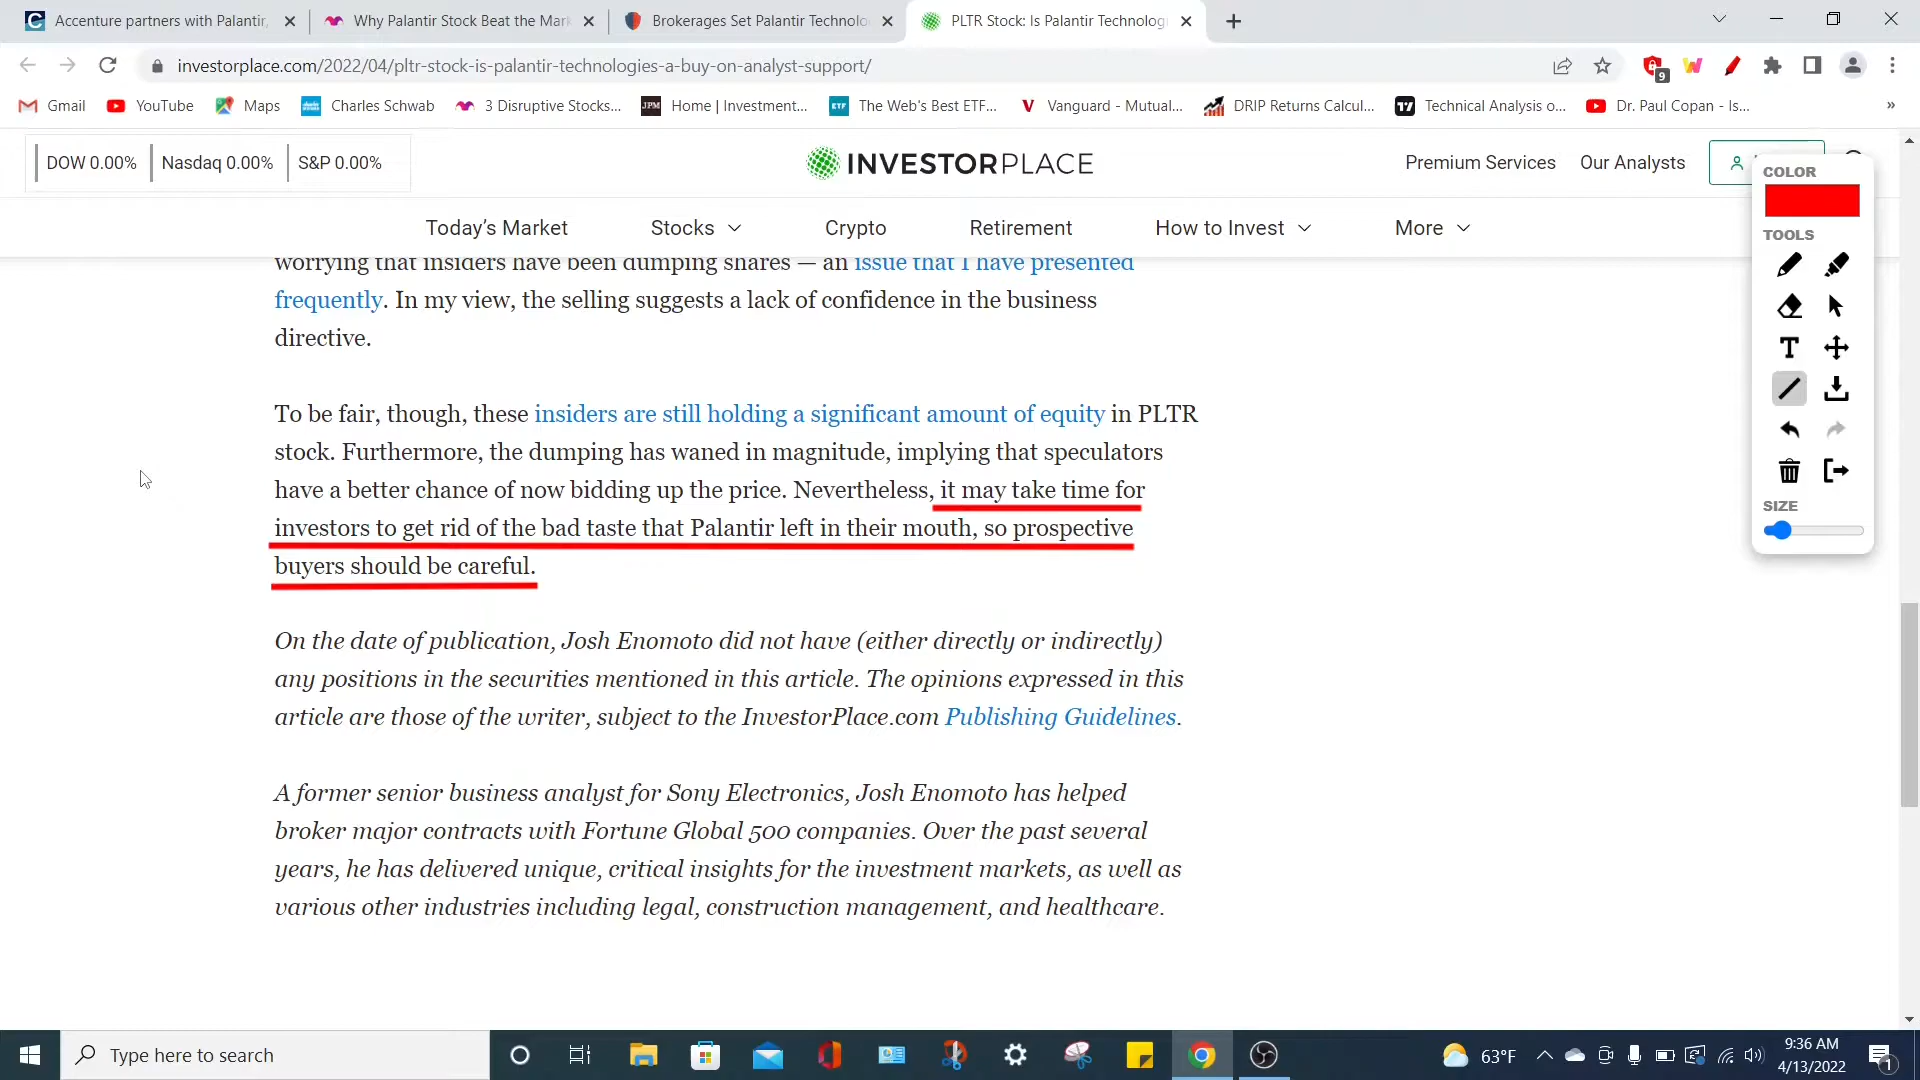 Accenture partners with Palantir,
Why Palantir Stock Beat the Mark
Brokerages Set Palantir Technolo
PLTR Stock: Is Palantir Technolog
investorplace.com/2022/04/pltr-stock-is-palantir-technologies-a-buy-on-analyst-support/
9
Gmail
YouTube
Maps
Charles Schwab
3 Disruptive Stocks...
JPM
Home | Investment...
ETF
The Web's Best ETF...
Vanguard - Mutual...
DRIP Returns Calcul...
Technical Analysis o...
Dr. Paul Copan - Is...
»
DOW 0.00%
Nasdaq 0.00%
S&P 0.00%
INVESTORPLACE
Premium Services
Our Analysts
Today’s Market
Stocks
Crypto
Retirement
How to Invest
More
worrying that insiders have been dumping shares — an issue that I have presented
frequently. In my view, the selling suggests a lack of confidence in the business
directive.
To be fair, though, these insiders are still holding a significant amount of equity in PLTR
stock. Furthermore, the dumping has waned in magnitude, implying that speculators
have a better chance of now bidding up the price. Nevertheless, it may take time for
investors to get rid of the bad taste that Palantir left in their mouth, so prospective
buyers should be careful.
On the date of publication, Josh Enomoto did not have (either directly or indirectly)
any positions in the securities mentioned in this article. The opinions expressed in this
article are those of the writer, subject to the InvestorPlace.com Publishing Guidelines.
A former senior business analyst for Sony Electronics, Josh Enomoto has helped
broker major contracts with Fortune Global 500 companies. Over the past several
years, he has delivered unique, critical insights for the investment markets, as well as
various other industries including legal, construction management, and healthcare.
COLOR
TOOLS
SIZE
Type here to search
63°F
9:36 AM
4/13/2022
1